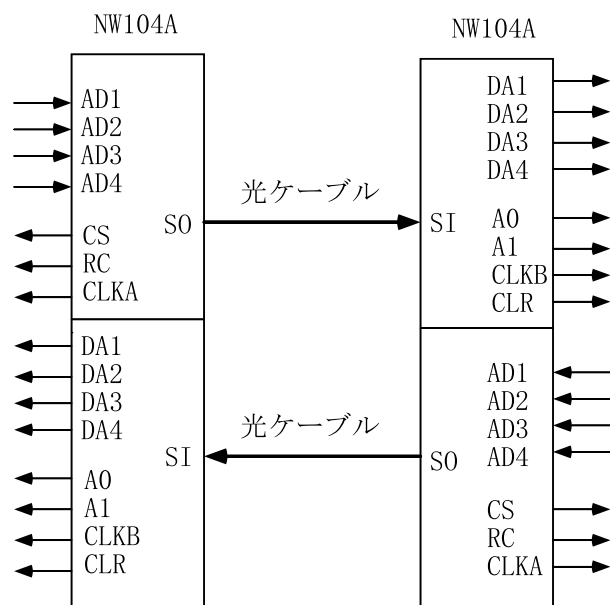 NW104A
AD1
AD2
AD3
AD4
SO
CS
RC
CLKA
DA1
DA2
DA3
DA4
SI
A0
A1
CLKB
CLR
光ケーブル
光ケーブル
NW104A
DA1
DA2
DA3
DA4
SI
A0
A1
CLKB
CLR
AD1
AD2
AD3
AD4
SO
CS
RC
CLKA